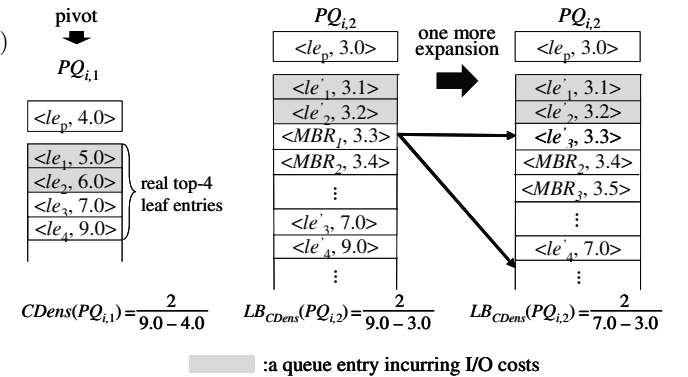 pivot
)
PQi,1
<lep, 4.0>
<le1, 5.0>
<le2, 6.0>
<le3, 7.0>
<le4, 9.0>
real top-4
leaf entries
CDens(PQi,1) = 2 / 9.0 – 4.0
PQi,2
<lep, 3.0>
<le'1, 3.1>
<le'2, 3.2>
<MBR1, 3.3>
<MBR2, 3.4>
⋮
<le'3, 7.0>
<le'4, 9.0>
⋮
LBCDens(PQi,2) = 2 / 9.0 – 3.0
one more
expansion
PQi,2
<lep, 3.0>
<le'1, 3.1>
<le'2, 3.2>
<le'3, 3.3>
<MBR2, 3.4>
<MBR3, 3.5>
⋮
<le'4, 7.0>
⋮
LBCDens(PQi,2) = 2 / 7.0 – 3.0
:a queue entry incurring I/O costs